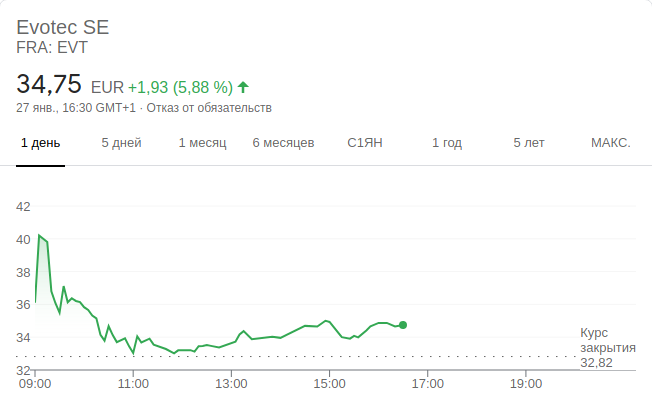 Evotec SE
FRA: EVT
34,75 EUR +1,93 (5,88 %)
27 янв., 16:30 GMT+1 · Отказ от обязательств
1 день 5 дней 1 месяц 6 месяцев С1ЯН 1 год 5 лет МАКС.
42
40
38
36
34
32
Курс
закрытия
32,82
09:00 11:00 13:00 15:00 17:00 19:00